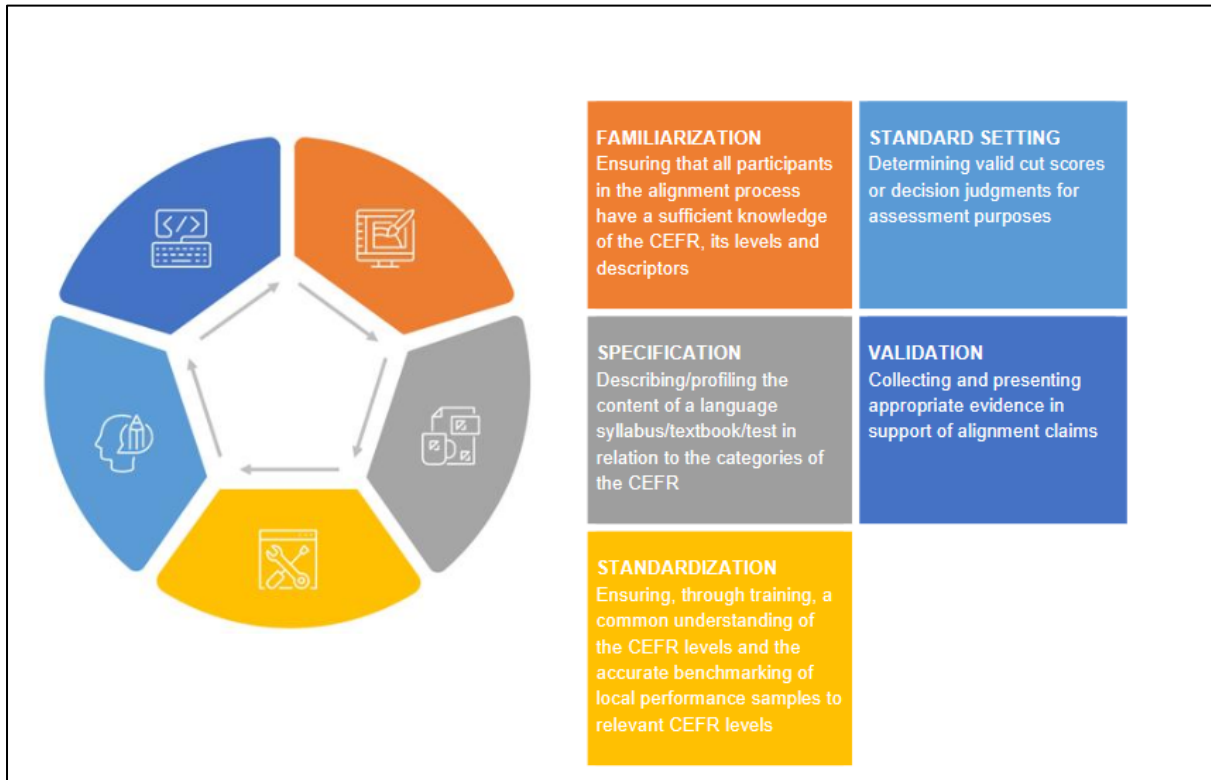 FAMILIARIZATION
Ensuring that all participants
in the alignment process
have a sufficient knowledge
of the CEFR, its levels and
descriptors
STANDARD SETTING
Determining valid cut scores
or decision judgments for
assessment purposes
SPECIFICATION
Describing/profiling the
content of a language
syllabus/textbook/test in
relation to the categories of
the CEFR
VALIDATION
Collecting and presenting
appropriate evidence in
support of alignment claims
STANDARDIZATION
Ensuring, through training, a
common understanding of
the CEFR levels and the
accurate benchmarking of
local performance samples to
relevant CEFR levels